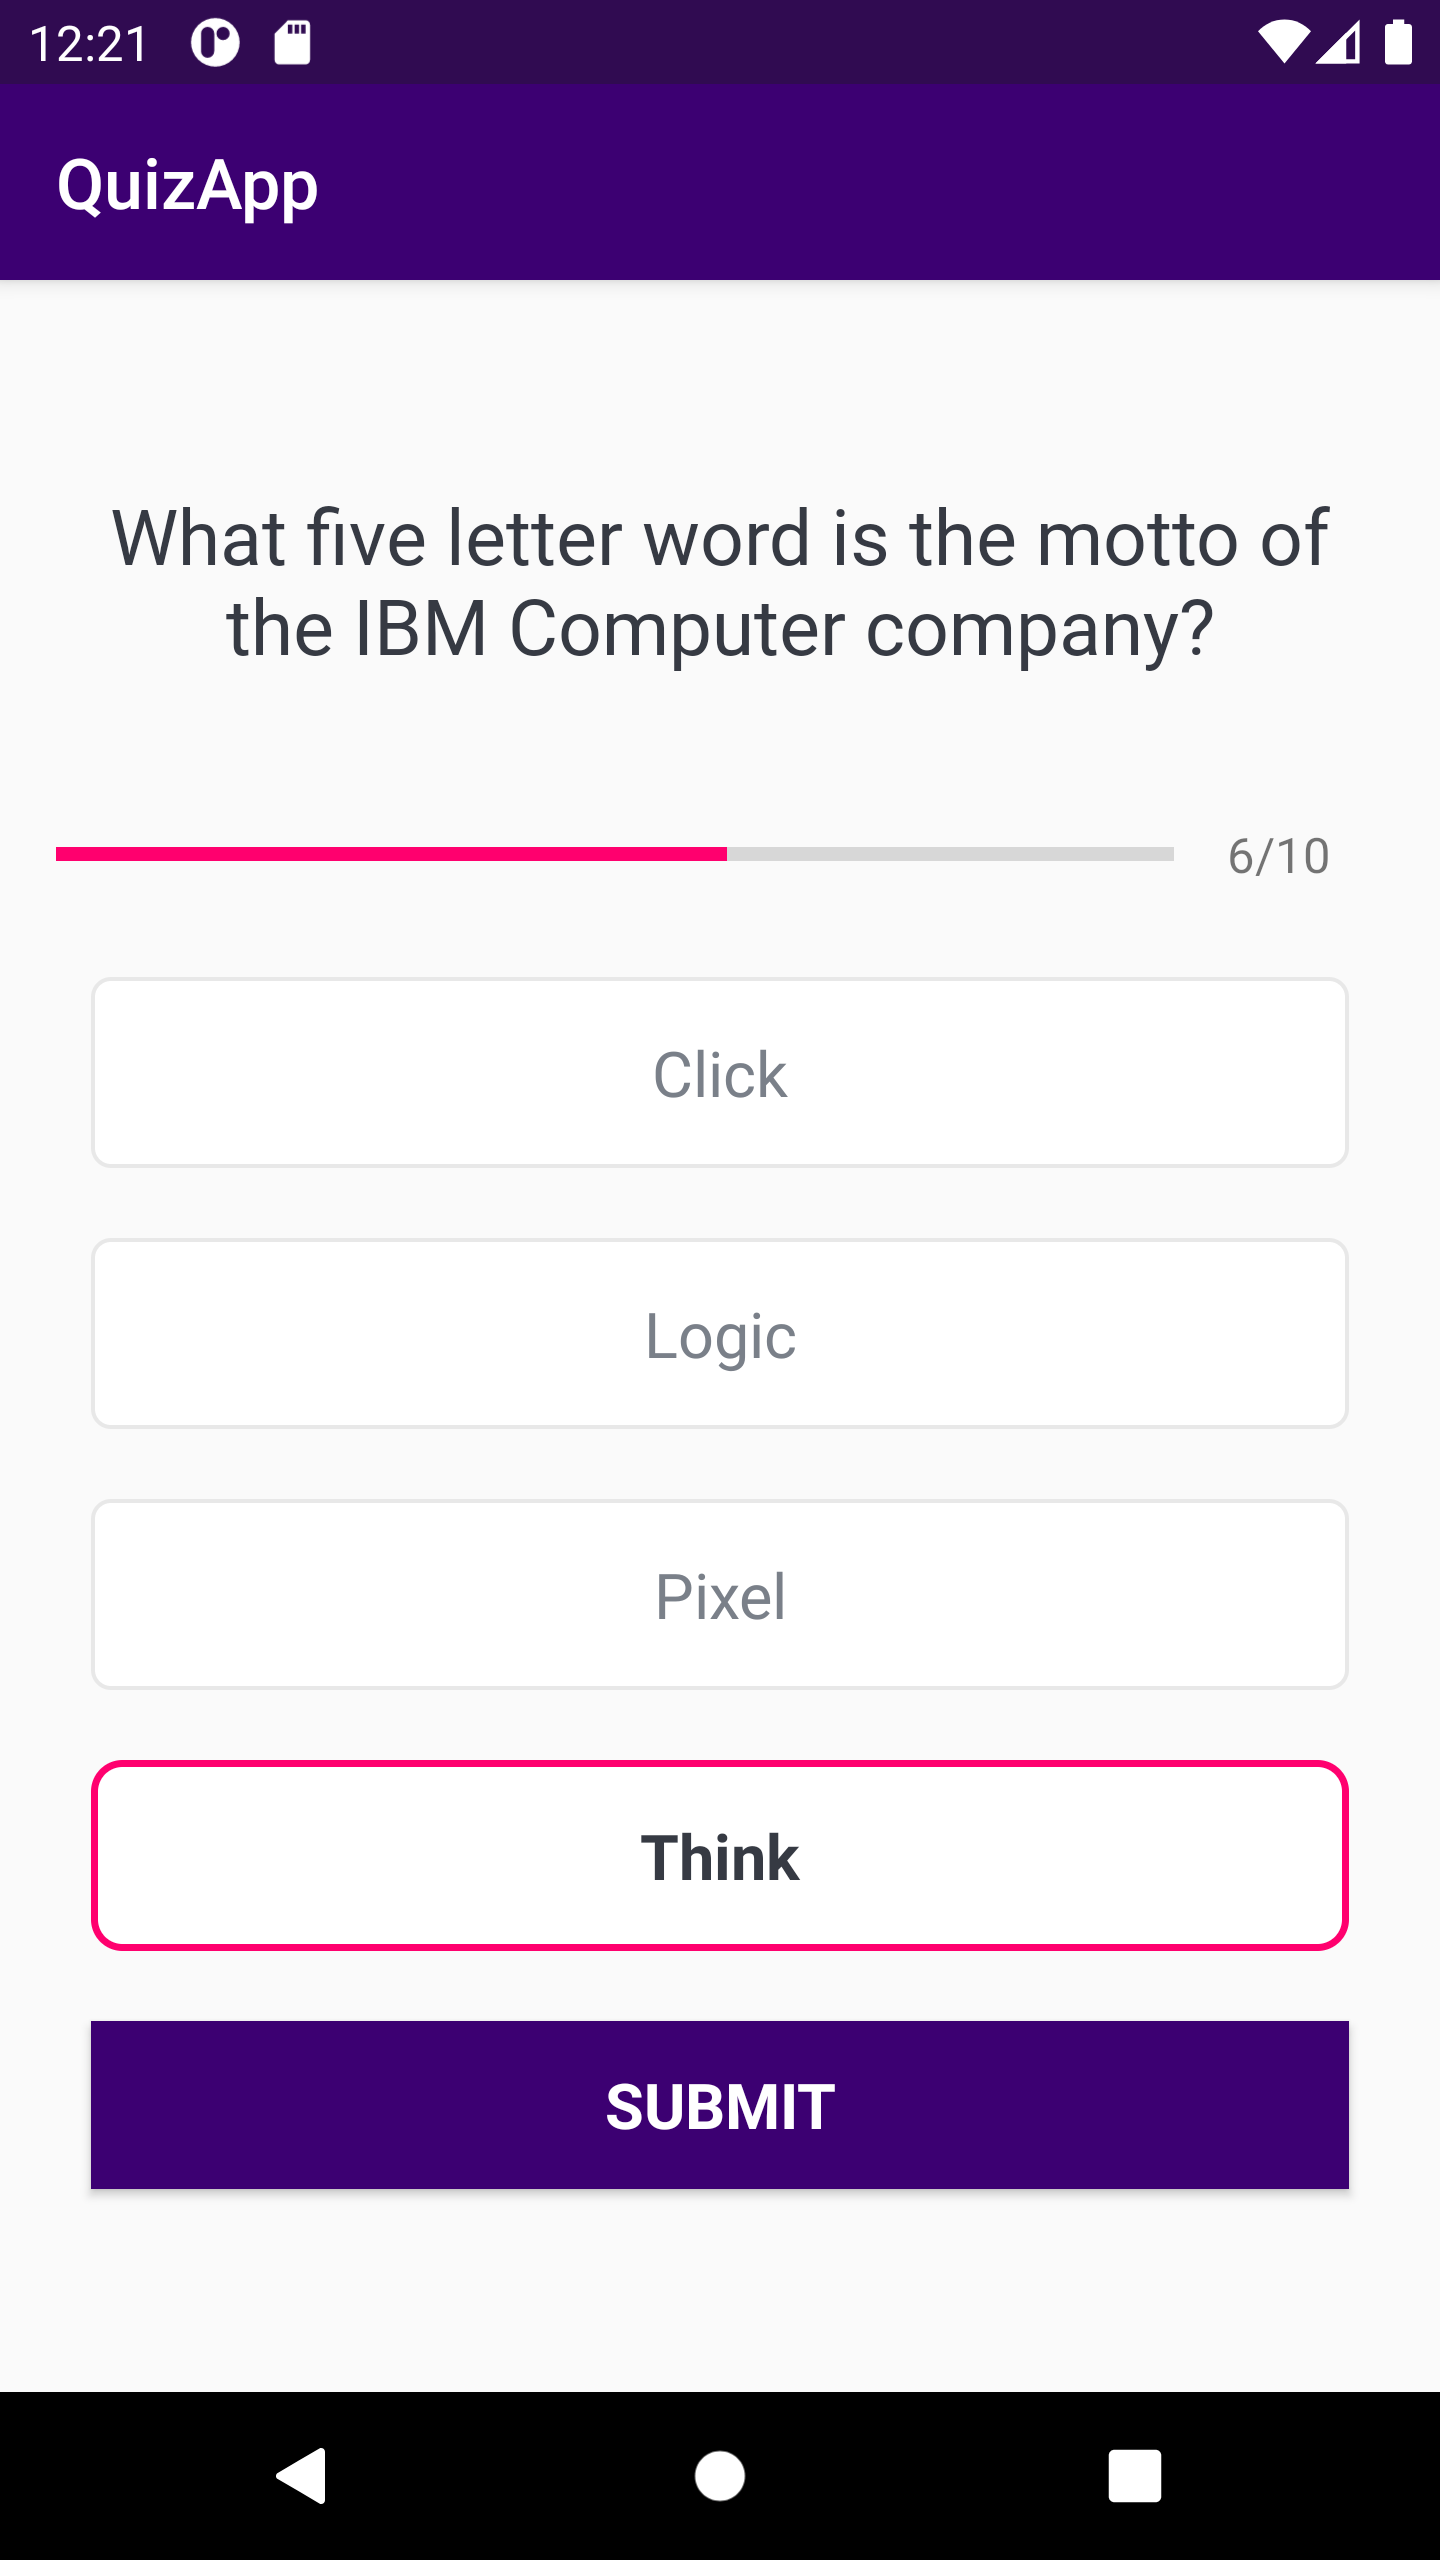 12:21
QuizApp
What five letter word is the motto of
the IBM Computer company?
6/10
Click
Logic
Pixel
Think
SUBMIT